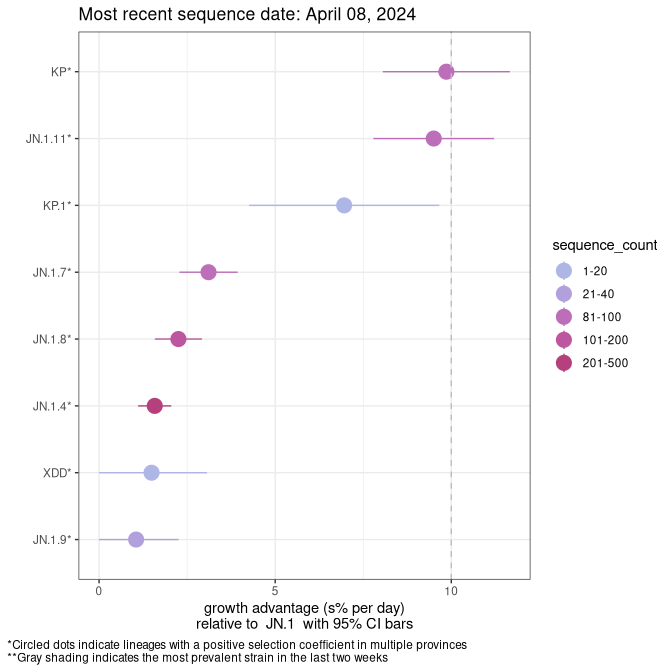 Most recent sequence date: April 08, 2024
KP*
JN.1.11*
KP.1*
JN.1.7*
JN.1.8*
JN.1.4*
XDD*
JN.1.9*
0
5
10
growth advantage (s% per day)
relative to JN.1 with 95% CI bars
sequence_count
1-20
21-40
81-100
101-200
201-500
*Circled dots indicate lineages with a positive selection coefficient in multiple provinces
**Gray shading indicates the most prevalent strain in the last two weeks